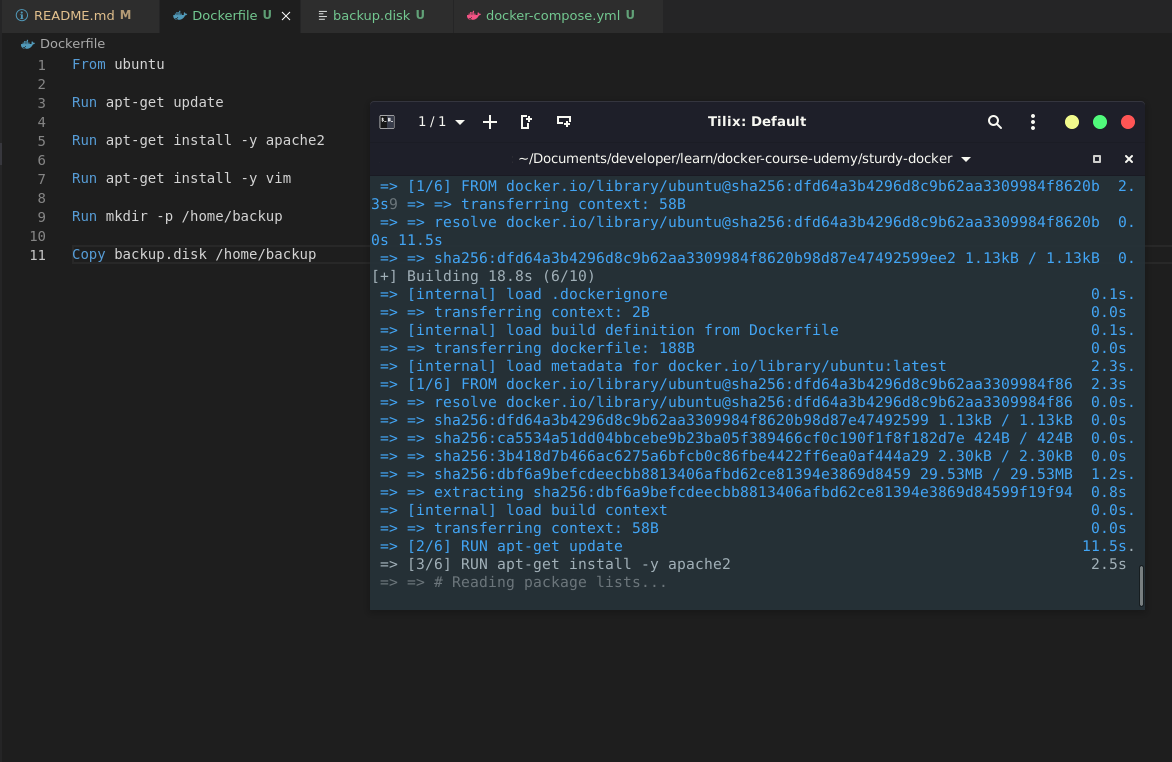 README.md M
Dockerfile U
backup.disk U
docker-compose.yml U
Dockerfile
1 From ubuntu
2
3 Run apt-get update
4
5 Run apt-get install -y apache2
6
7 Run apt-get install -y vim
8
9 Run mkdir -p /home/backup
10
11 Copy backup.disk /home/backup
1 / 1
Tilix: Default
~/Documents/developer/learn/docker-course-udemy/sturdy-docker
=> [1/6] FROM docker.io/library/ubuntu@sha256:dfd64a3b4296d8c9b62aa3309984f8620b 2.
3s9 => => transferring context: 58B
=> => resolve docker.io/library/ubuntu@sha256:dfd64a3b4296d8c9b62aa3309984f8620b 0.
0s 11.5s
=> => sha256:dfd64a3b4296d8c9b62aa3309984f8620b98d87e47492599ee2 1.13kB / 1.13kB 0.
[+] Building 18.8s (6/10)
=> [internal] load .dockerignore 0.1s.
=> => transferring context: 2B 0.0s
=> [internal] load build definition from Dockerfile 0.1s.
=> => transferring dockerfile: 188B 0.0s
=> [internal] load metadata for docker.io/library/ubuntu:latest 2.3s.
=> [1/6] FROM docker.io/library/ubuntu@sha256:dfd64a3b4296d8c9b62aa3309984f86 2.3s
=> => resolve docker.io/library/ubuntu@sha256:dfd64a3b4296d8c9b62aa3309984f86 0.0s.
=> => sha256:dfd64a3b4296d8c9b62aa3309984f8620b98d87e47492599 1.13kB / 1.13kB 0.0s
=> => sha256:ca5534a51dd04bbcebe9b23ba05f389466cf0c190f1f8f182d7e 424B / 424B 0.0s.
=> => sha256:3b418d7b466ac6275a6bfcb0c86fbe4422ff6ea0af444a29 2.30kB / 2.30kB 0.0s
=> => sha256:dbf6a9befcdeecbb8813406afbd62ce81394e3869d8459 29.53MB / 29.53MB 1.2s.
=> => extracting sha256:dbf6a9befcdeecbb8813406afbd62ce81394e3869d84599f19f94 0.8s
=> [internal] load build context 0.0s.
=> => transferring context: 58B 0.0s
=> [2/6] RUN apt-get update 11.5s.
=> [3/6] RUN apt-get install -y apache2 2.5s
=> => # Reading package lists...